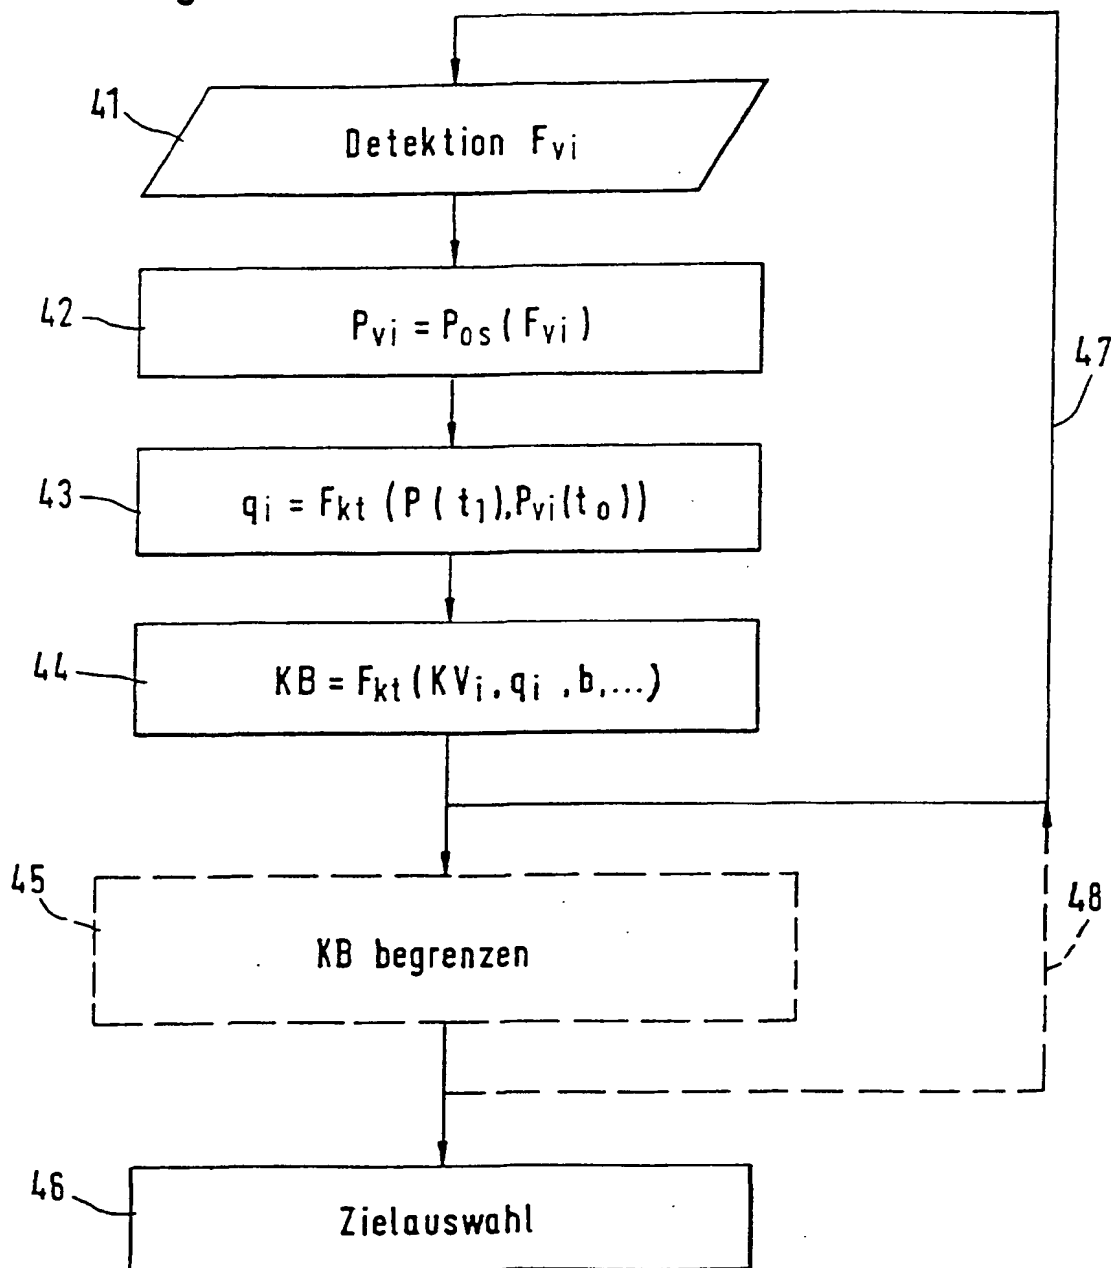 41
Detektion Fvi
42
Pvi = Pos (Fvi)
47
43
qi = Fkt (P (t1), Pvi(to))
44
KB = Fkt (KVi, qi, b, ...)
45
48
KB begrenzen
46
Zielauswahl